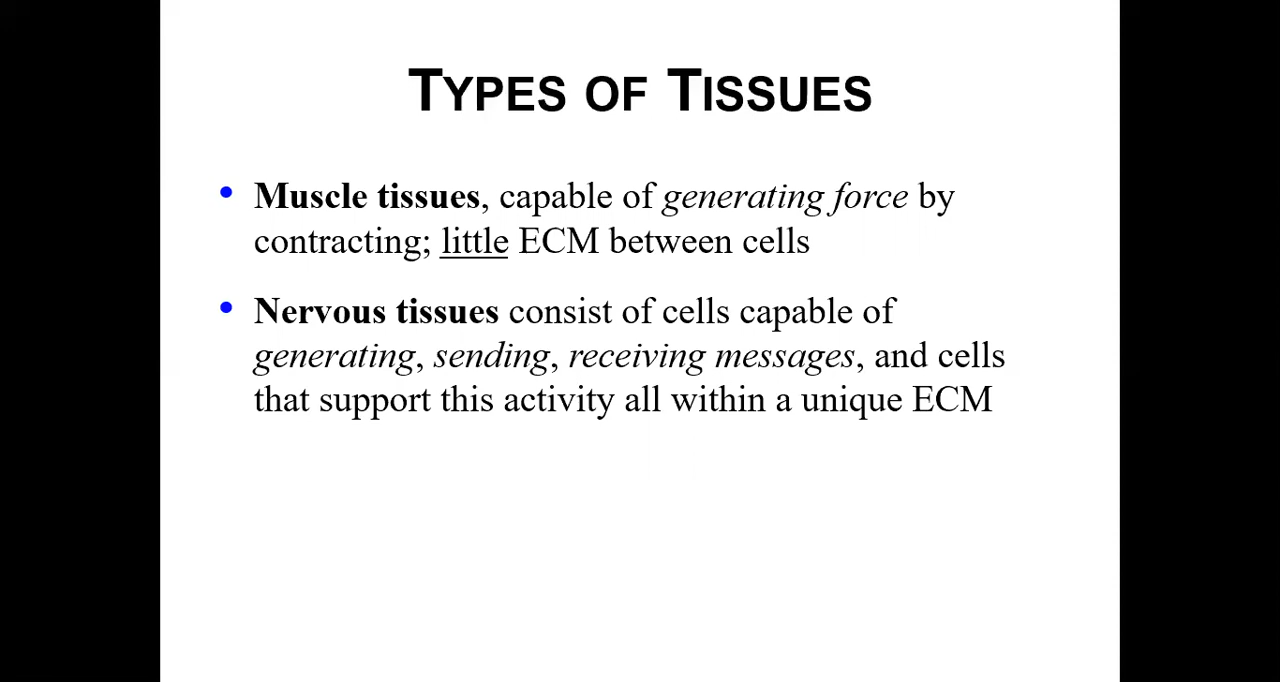 TYPES OF TISSUES
• Muscle tissues, capable of generating force by
contracting; little ECM between cells
• Nervous tissues consist of cells capable of
generating, sending, receiving messages, and cells
that support this activity all within a unique ECM